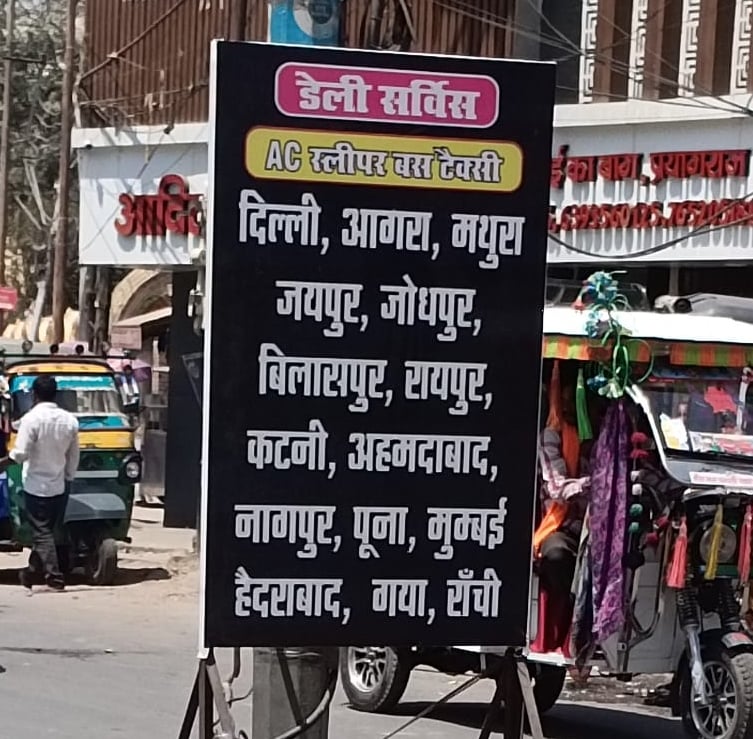 डेली सर्विस
AC स्लीपर बस टैक्सी
दिल्ली, आगरा, मथुरा
जयपुर, जोधपुर,
बिलासपुर, रायपुर,
कटनी, अहमदाबाद,
नागपुर, पूना, मुम्बई
हैदराबाद, गया, राँची
का बाग, प्रयागराज